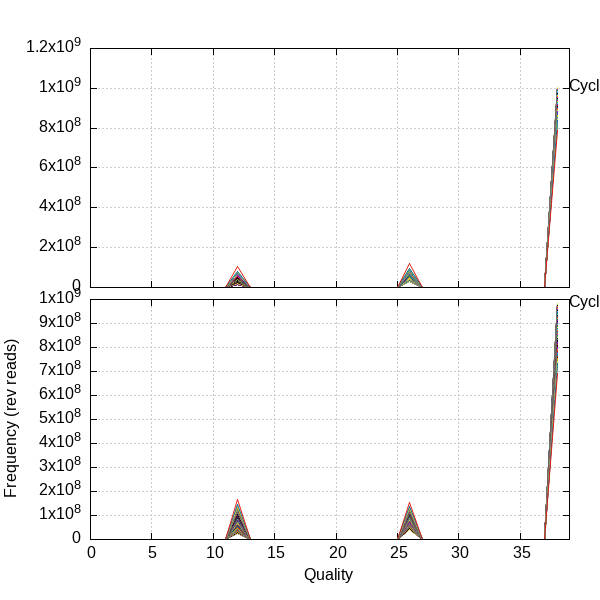 1.2x10^9
1x10^9
Cycl
8x10^8
6x10^8
4x10^8
2x10^8
0
1x10^9
Cycl
9x10^8
8x10^8
7x10^8
6x10^8
5x10^8
4x10^8
3x10^8
2x10^8
1x10^8
0
Frequency (rev reads)
0 5 10 15 20 25 30 35
Quality